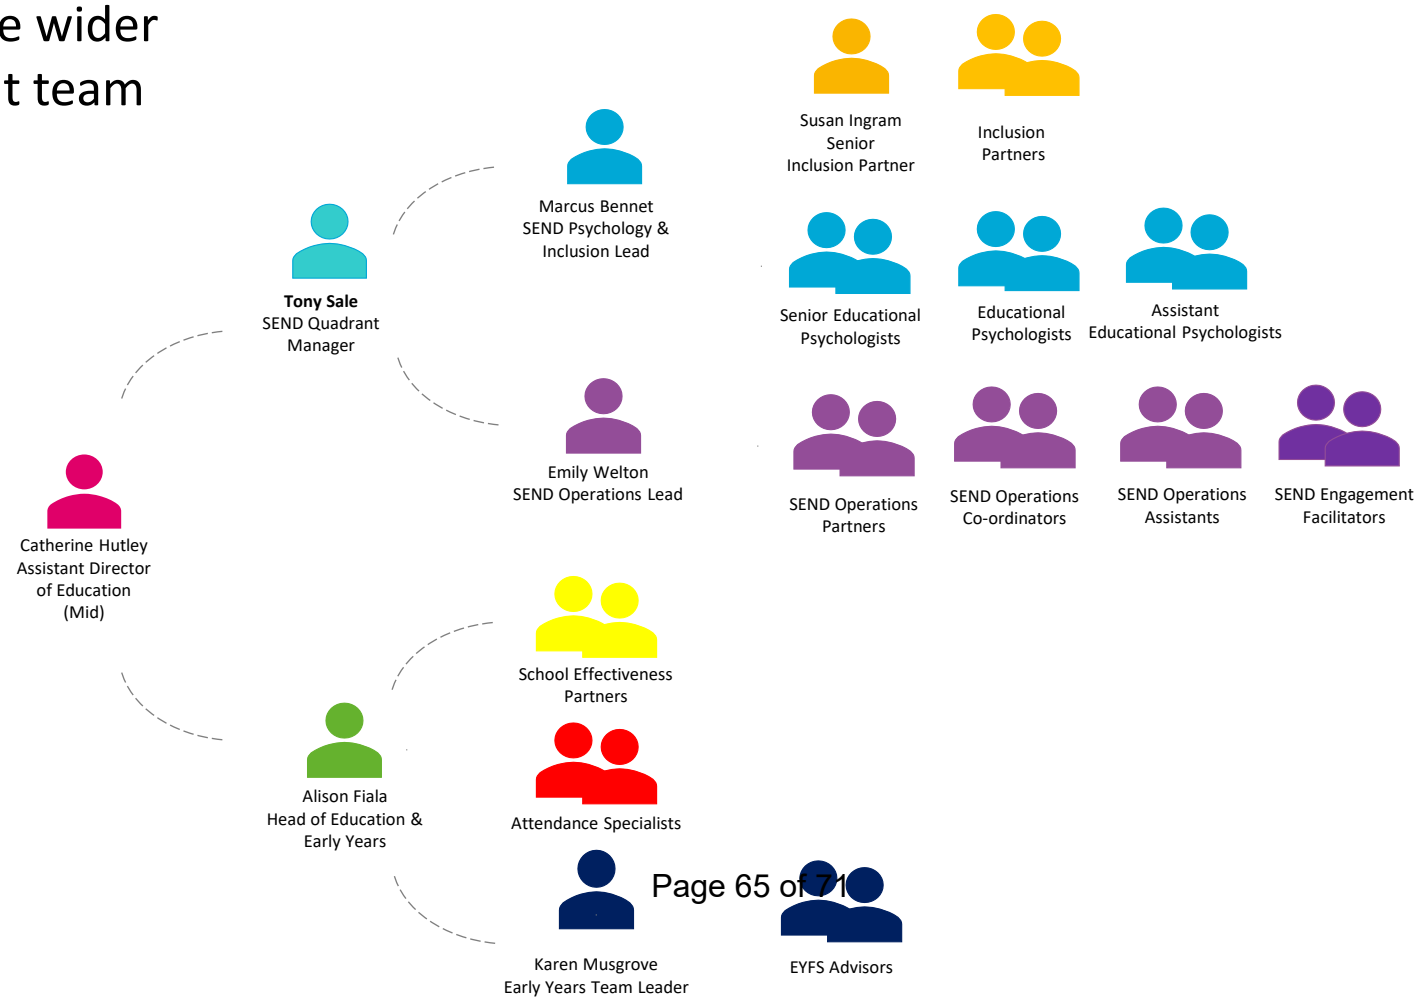 e wider
t team
Susan Ingram
Senior
Inclusion Partner
Inclusion
Partners
Marcus Bennet
SEND Psychology &
Inclusion Lead
Tony Sale
SEND Quadrant
Manager
Senior Educational
Psychologists
Educational
Psychologists
Assistant
Educational Psychologists
Emily Welton
SEND Operations Lead
SEND Operations
Partners
SEND Operations
Co-ordinators
SEND Operations
Assistants
SEND Engagement
Facilitators
Catherine Hutley
Assistant Director
of Education
(Mid)
School Effectiveness
Partners
Alison Fiala
Head of Education &
Early Years
Attendance Specialists
Page 65 of 71
Karen Musgrove
Early Years Team Leader
EYFS Advisors